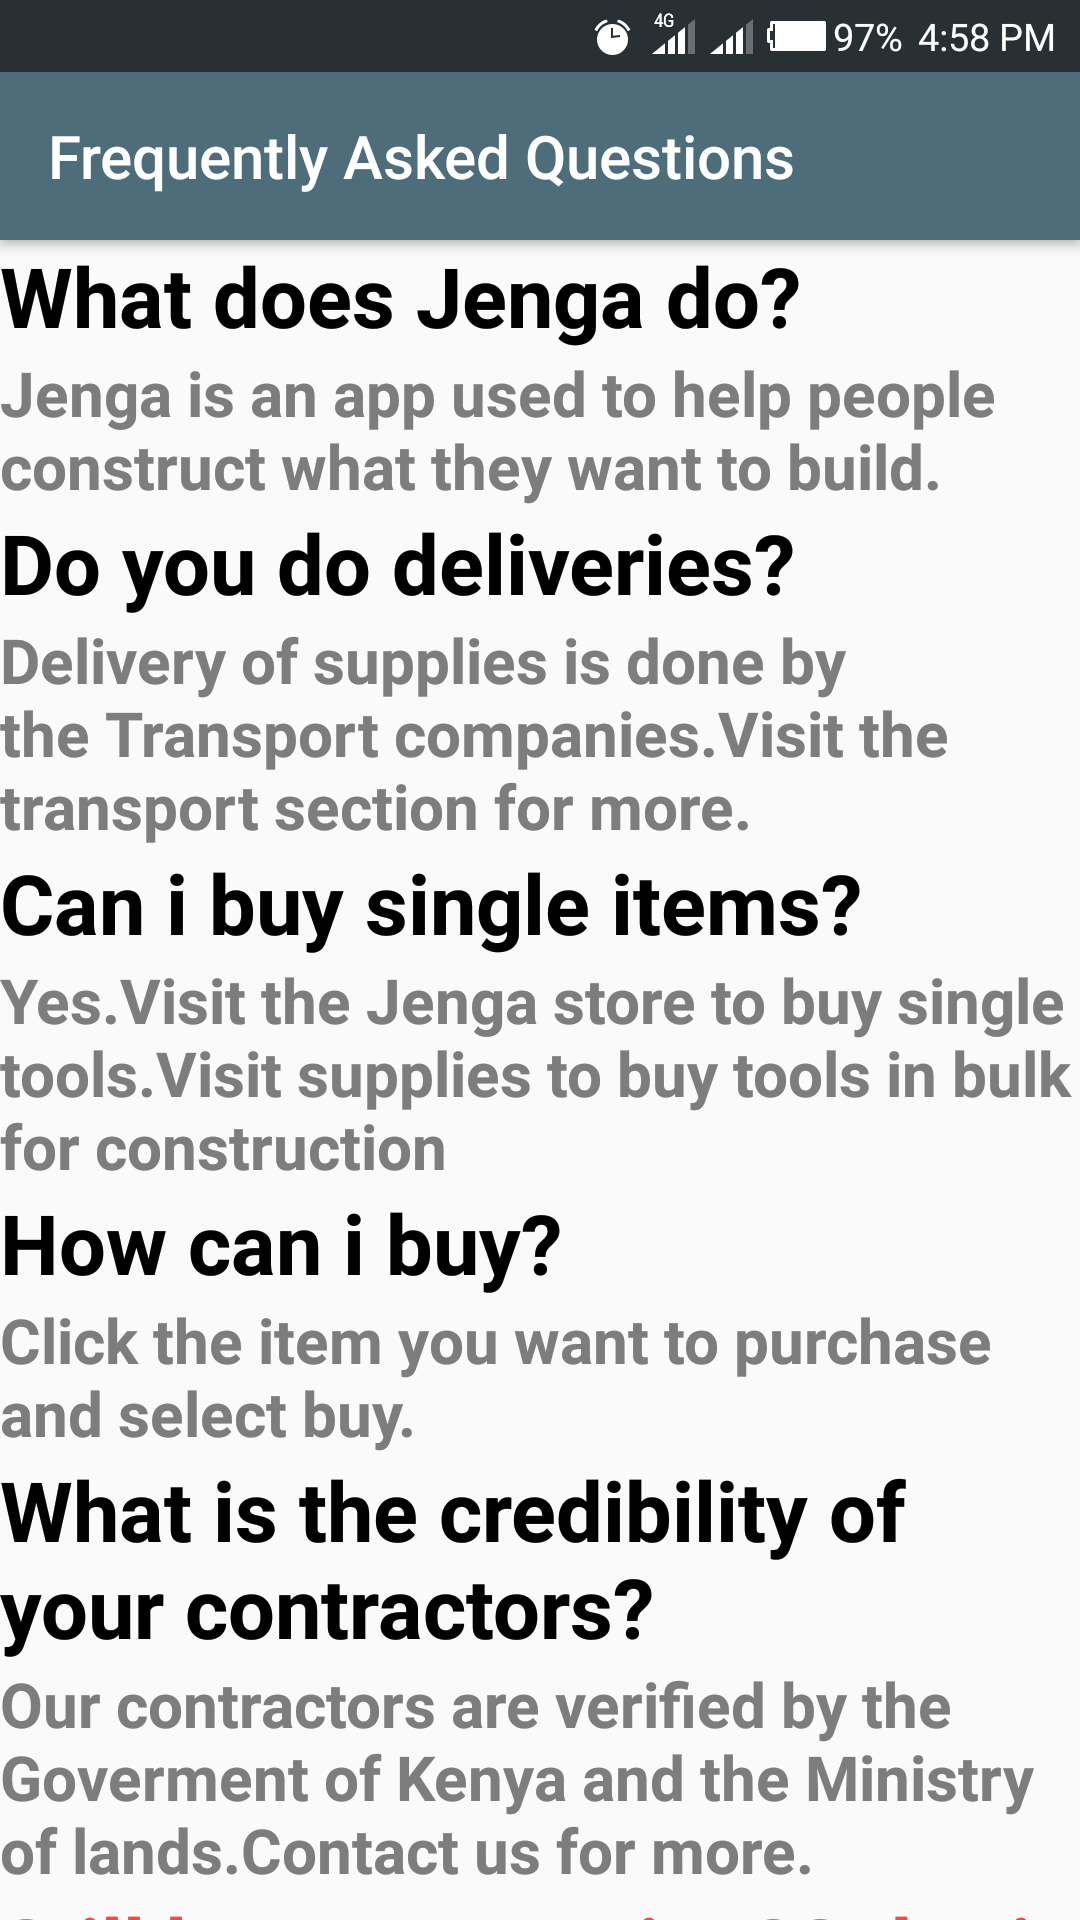 4G 97% 4:58 PM
Frequently Asked Questions
What does Jenga do?
Jenga is an app used to help people
construct what they want to build.
Do you do deliveries?
Delivery of supplies is done by
the Transport companies.Visit the
transport section for more.
Can i buy single items?
Yes.Visit the Jenga store to buy single
tools.Visit supplies to buy tools in bulk
for construction
How can i buy?
Click the item you want to purchase
and select buy.
What is the credibility of
your contractors?
Our contractors are verified by the
Goverment of Kenya and the Ministry
of lands.Contact us for more.